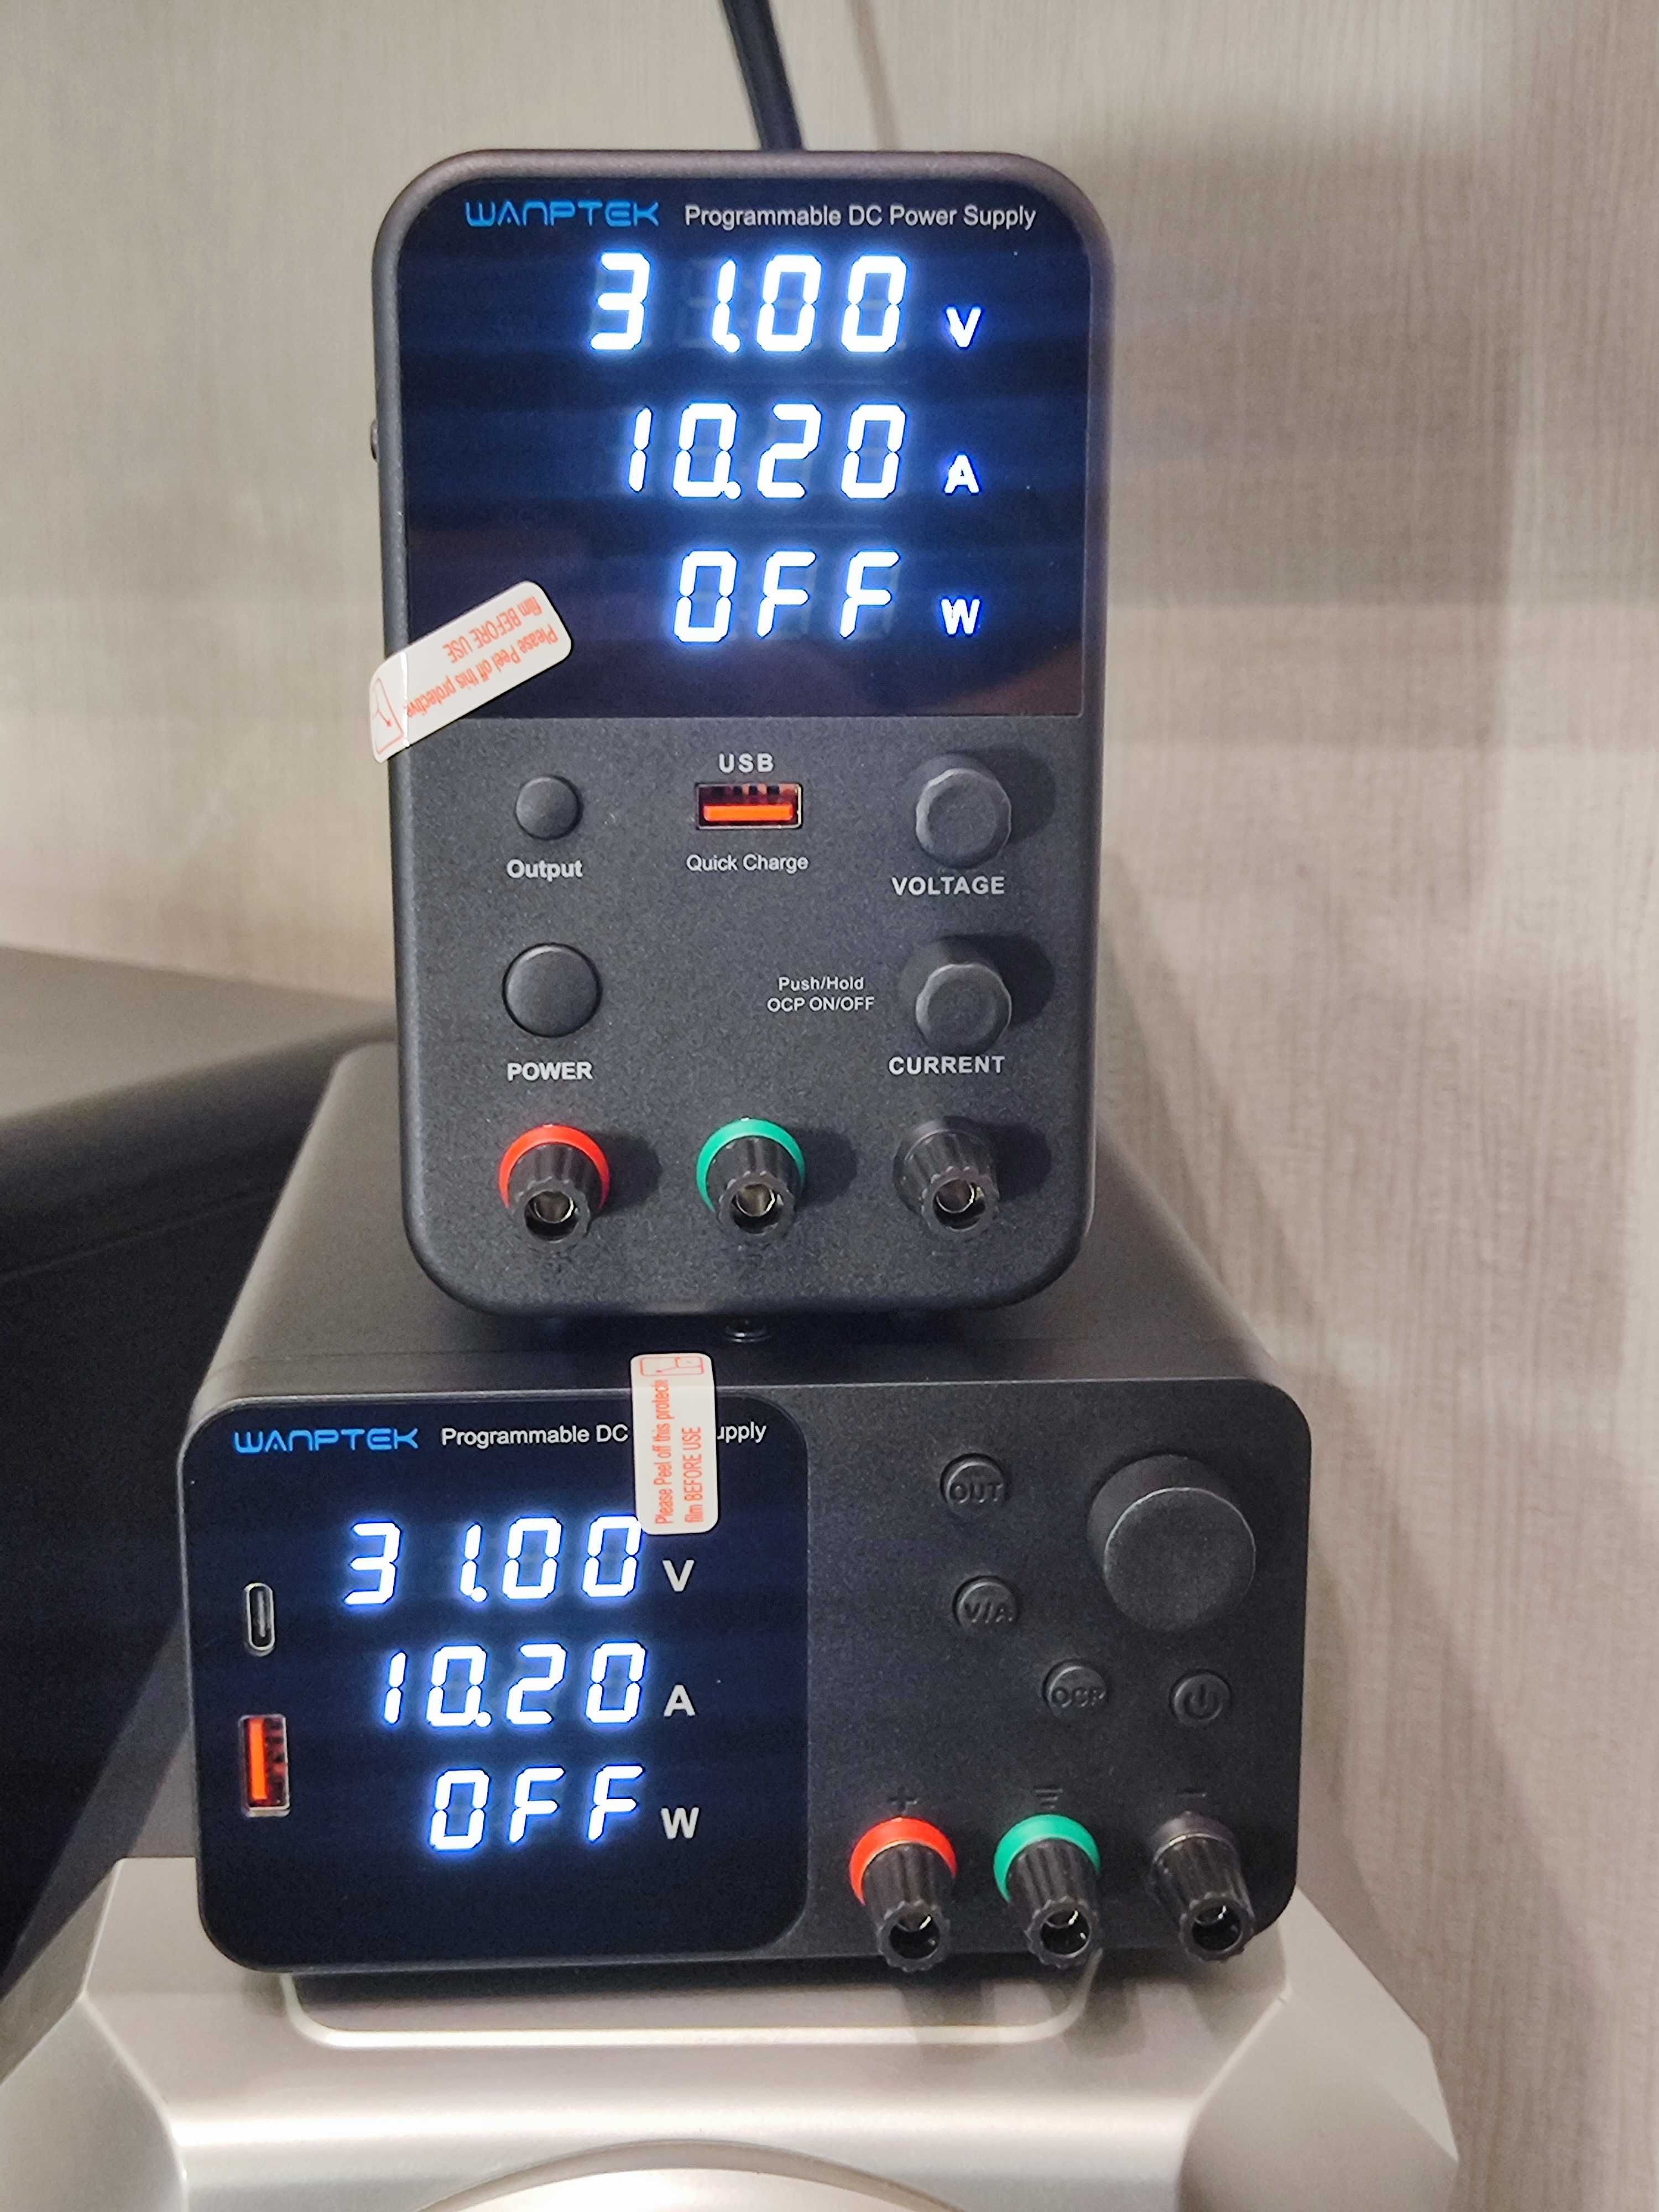 WANPTEK Programmable DC Power Supply
31.00 V
10.20 A
OFF W
Please Peel off this protective
film BEFORE USE
USB
Output
Quick Charge
VOLTAGE
Push/Hold
OCP ON/OFF
POWER
CURRENT
WANPTEK Programmable DC upply
Please Peel off this protecti
film BEFORE USE
31.00 V
10.20 A
OFF W
OUT
V/A
OCP
+ -